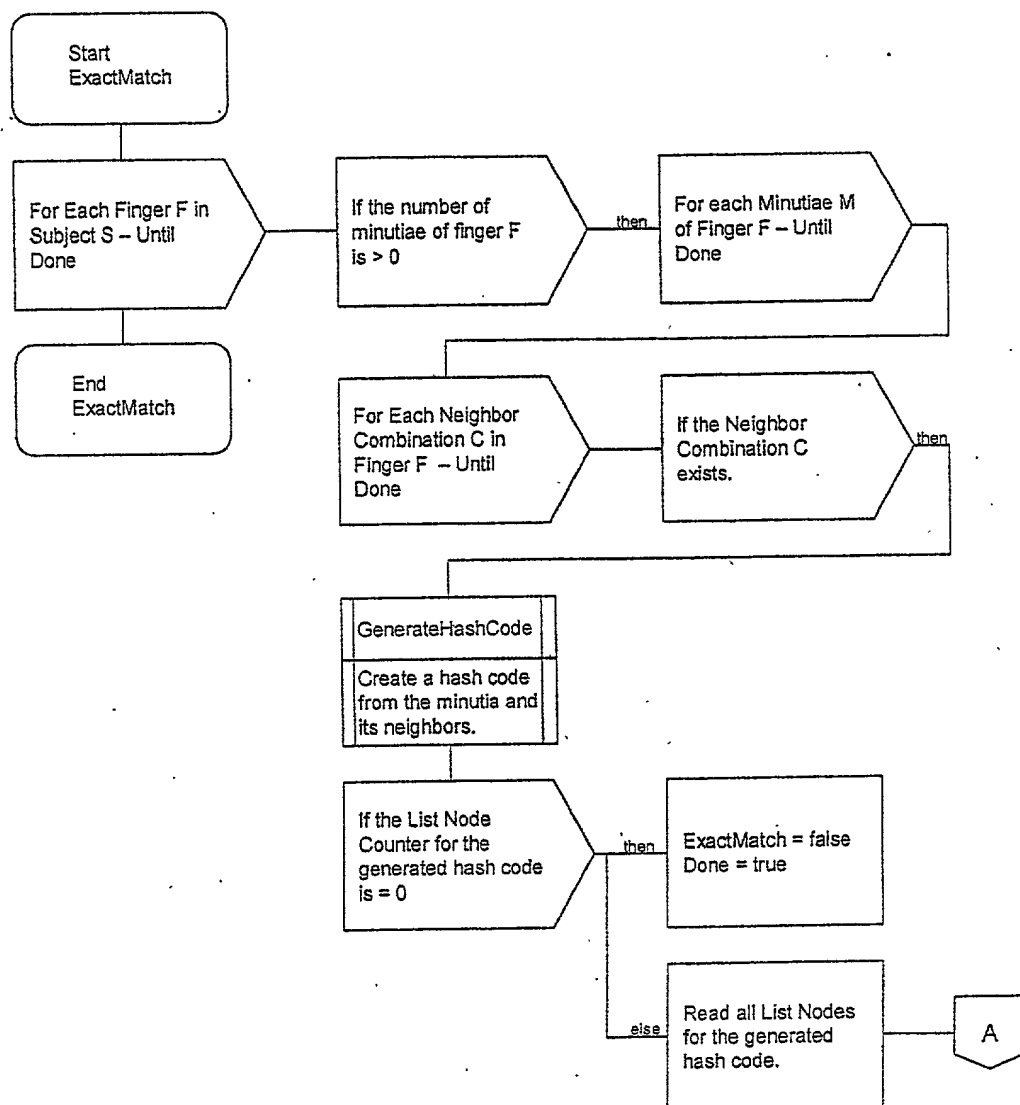 Start
ExactMatch
For Each Finger F in
Subject S – Until
Done
If the number of
minutiae of finger F
is > 0
then
For each Minutiae M
of Finger F – Until
Done
End
ExactMatch
For Each Neighbor
Combination C in
Finger F – Until
Done
If the Neighbor
Combination C
exists.
then
GenerateHashCode
Create a hash code
from the minutia and
its neighbors.
If the List Node
Counter for the
generated hash code
is = 0
then
ExactMatch = false
Done = true
else
Read all List Nodes
for the generated
hash code.
A